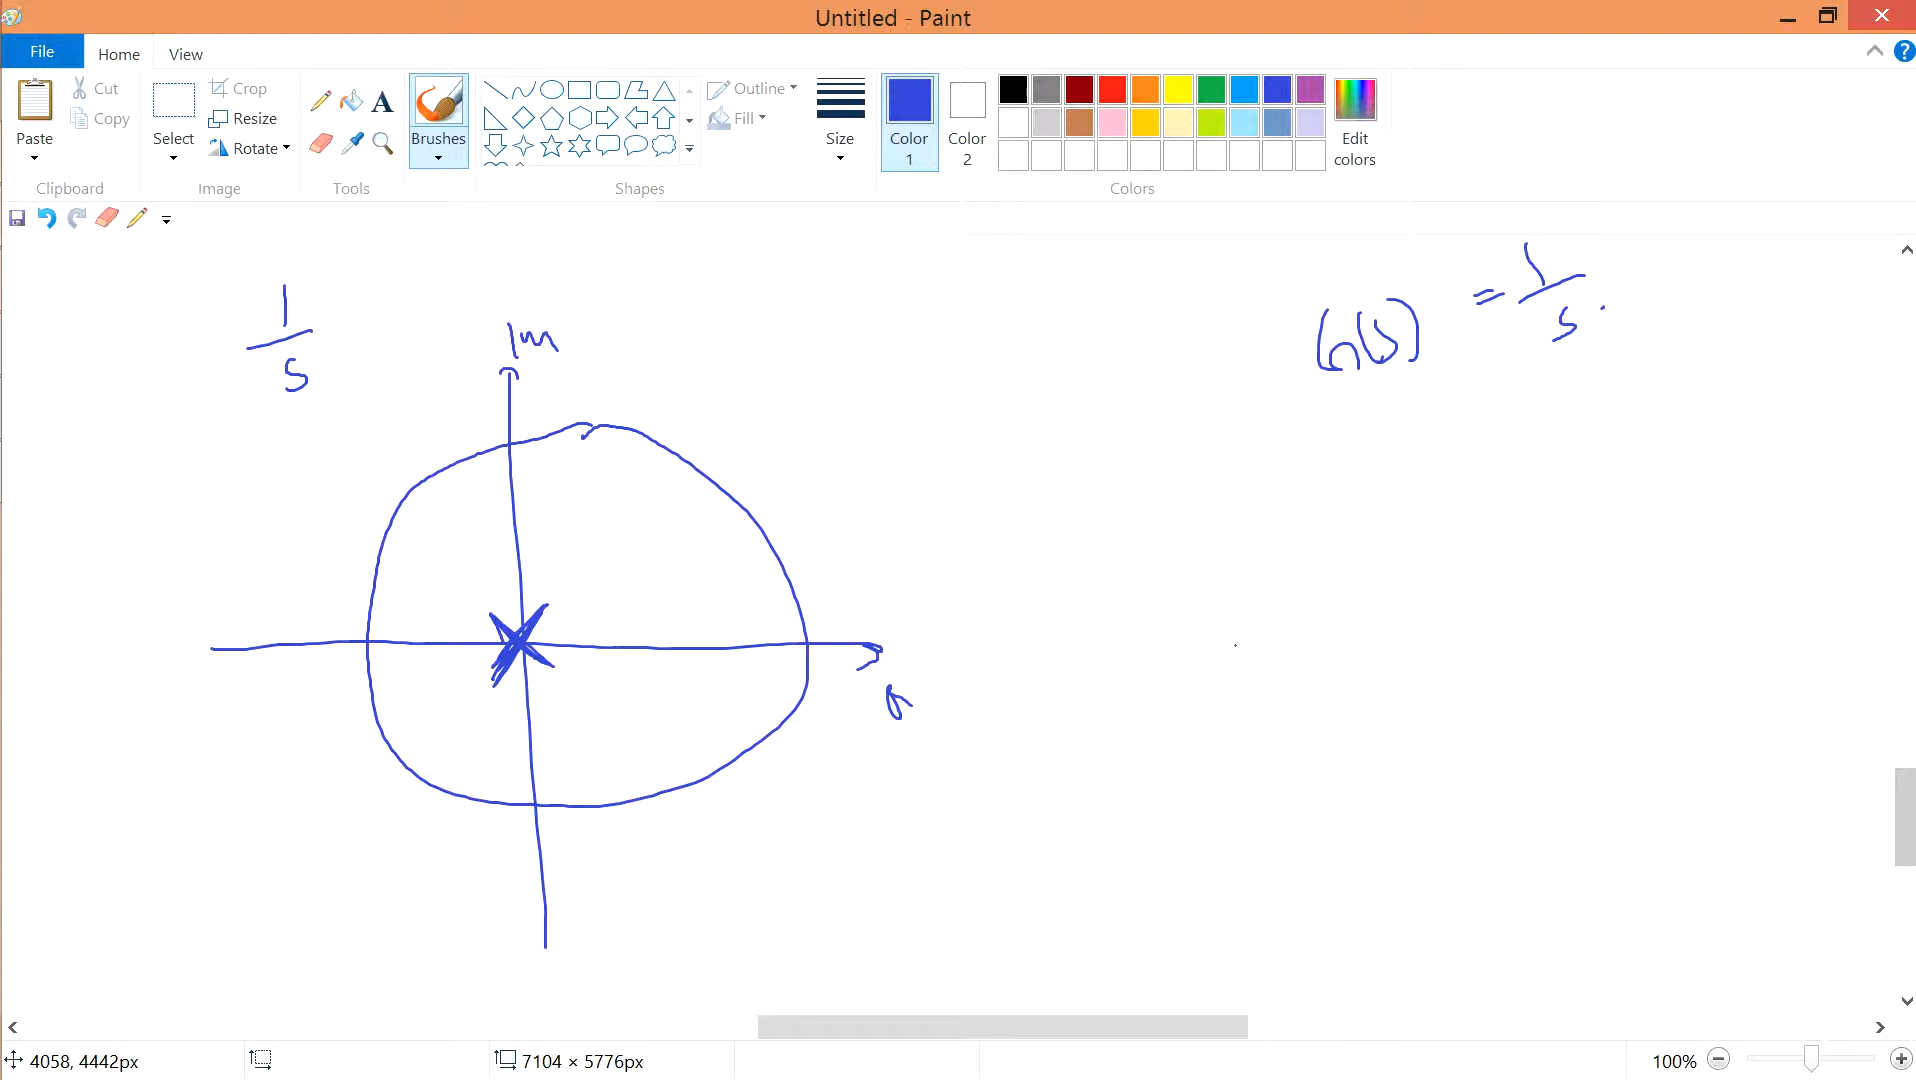 Untitled - Paint
File Home View
Paste
Cut
Copy
Clipboard
Select
Crop
Resize
Rotate
Image
A
Tools
Brushes
Shapes
Outline
Fill
Size
Color 1
Color 2
Colors
Edit colors
1
s
Im
σ
G(s) = 1
s
4058, 4442px
7104 × 5776px
100%